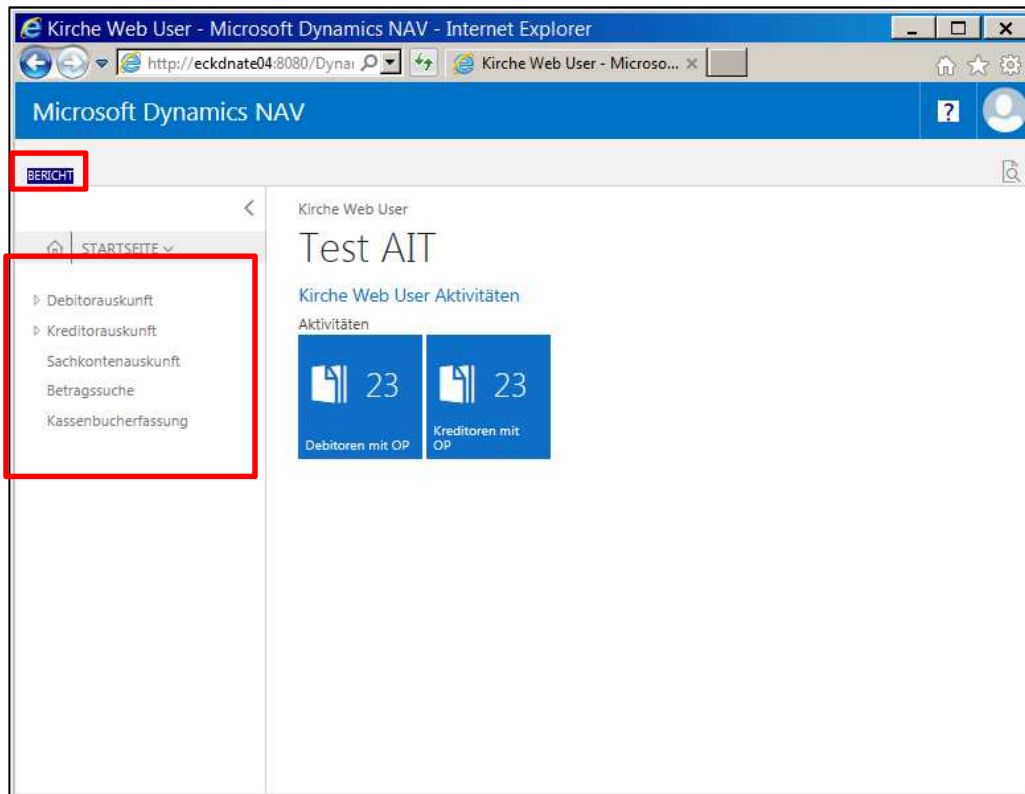 Kirche Web User - Microsoft Dynamics NAV - Internet Explorer
http://eckdnate04:8080/Dynar
Kirche Web User - Microso...
Microsoft Dynamics NAV
?
BERICHT
Kirche Web User
STARTSEITE
Test AIT
Debitorauskunft
Kreditorauskunft
Sachkontenauskunft
Betragssuche
Kassenbucherfassung
Kirche Web User Aktivitäten
Aktivitäten
23
Debitoren mit OP
23
Kreditoren mit
OP